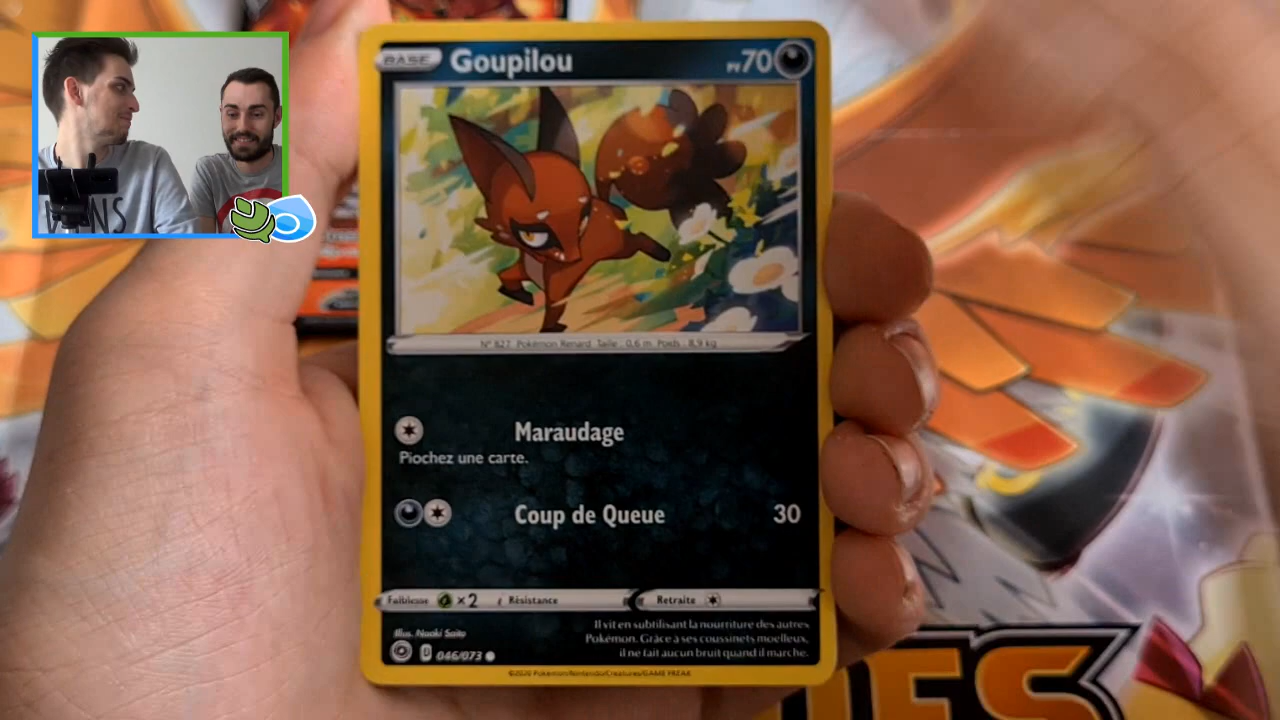 BASE Goupilou PV70
N° 827 Pokémon Renard Taille : 0,6 m Poids : 8,9 kg
Maraudage
Piochez une carte.
Coup de Queue 30
Faiblesse ×2 Résistance Retraite
Il vit en subtilisant la nourriture des autres
Pokémon. Grâce à ses coussinets moelleux,
il ne fait aucun bruit quand il marche.
Illus. Naoki Saito
D 046/073
©2020 Pokémon/Nintendo/Creatures/GAME FREAK